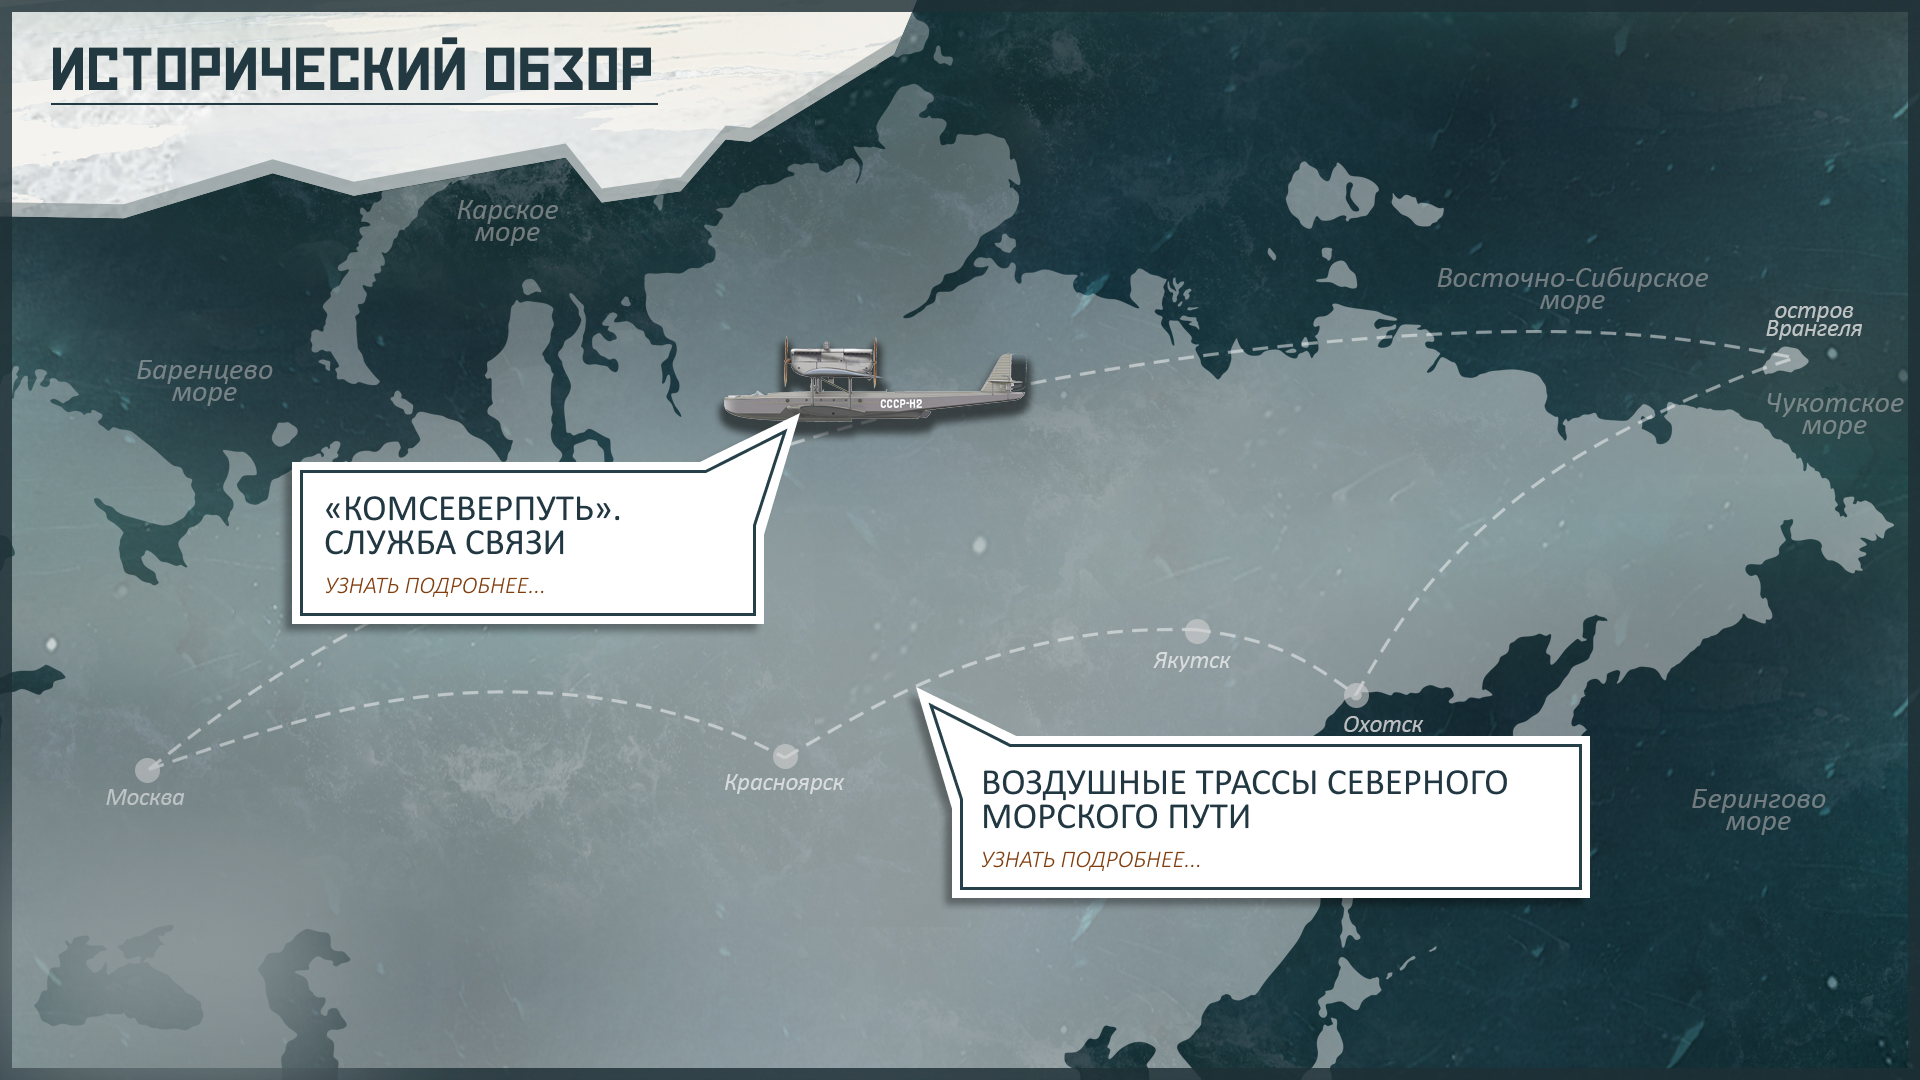 ИСТОРИЧЕСКИЙ ОБЗОР
Карское
море
Восточно-Сибирское
море
остров
Врангеля
Баренцево
море
Чукотское
море
СССР-Н2
«КОМСЕВЕРПУТЬ».
СЛУЖБА СВЯЗИ
УЗНАТЬ ПОДРОБНЕЕ...
Якутск
Охотск
Москва
Красноярск
ВОЗДУШНЫЕ ТРАССЫ СЕВЕРНОГО
МОРСКОГО ПУТИ
УЗНАТЬ ПОДРОБНЕЕ...
Берингово
море